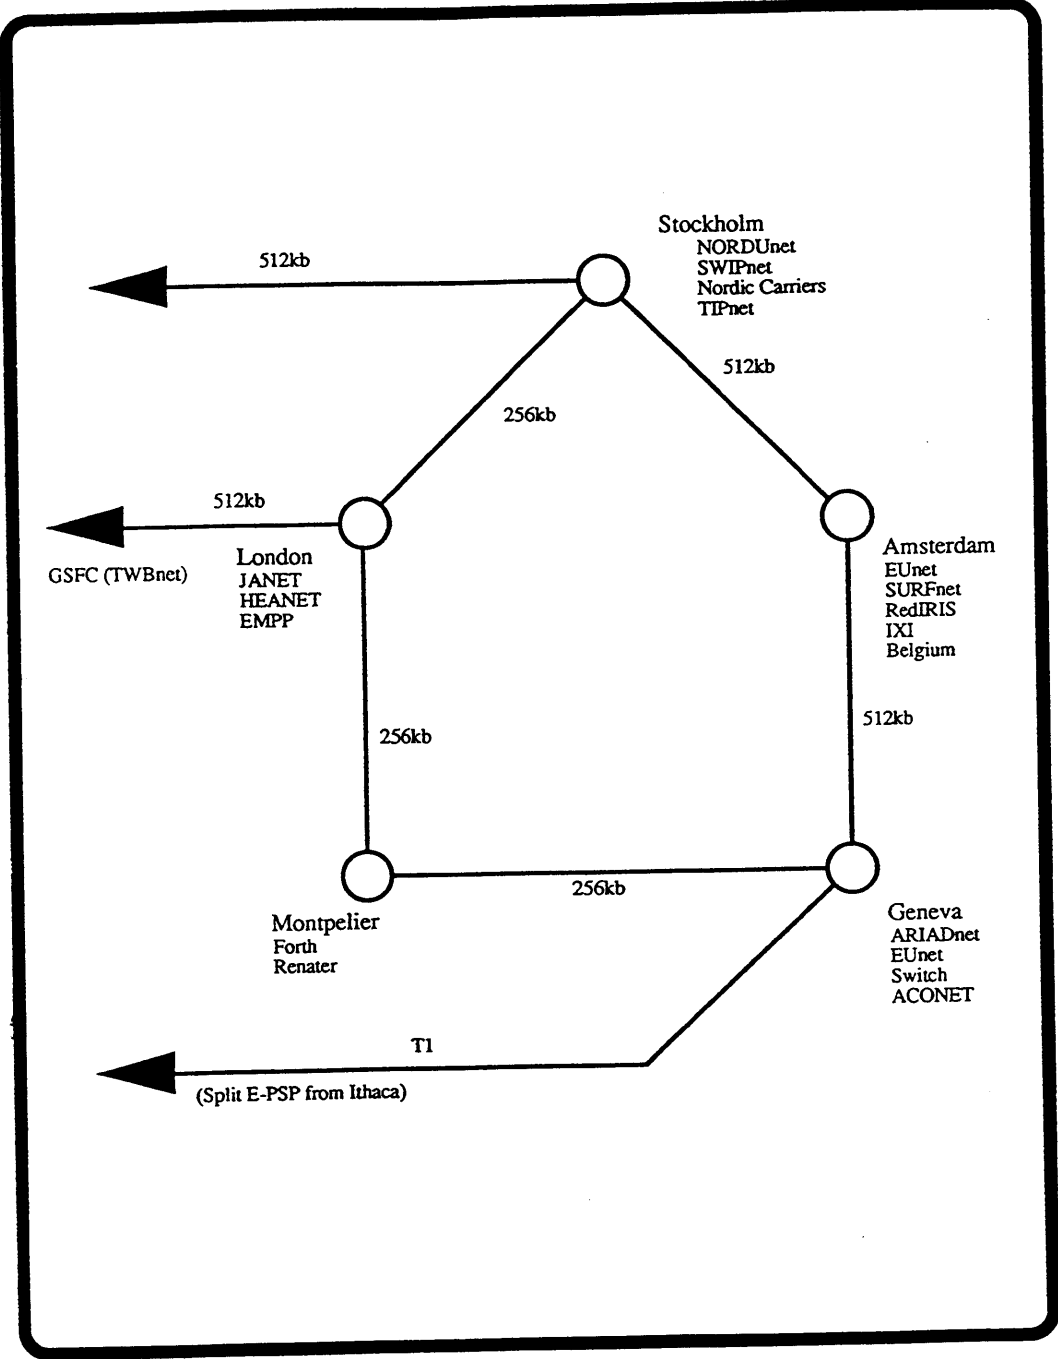 Stockholm
NORDUnet
SWIPnet
Nordic Carriers
TIPnet
512kb
512kb
256kb
512kb
GSFC (TWBnet)
London
JANET
HEANET
EMPP
Amsterdam
EUnet
SURFnet
RedIRIS
IXI
Belgium
512kb
256kb
256kb
Montpelier
Forth
Renater
Geneva
ARIADnet
EUnet
Switch
ACONET
T1
(Split E-PSP from Ithaca)